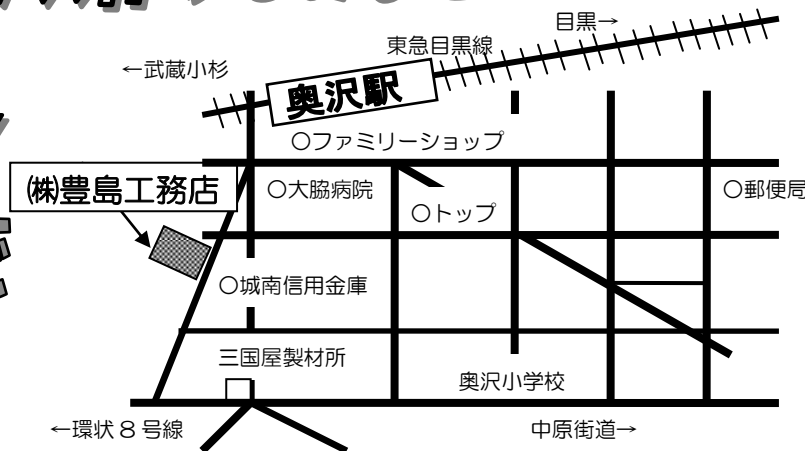 目黒→
東急目黒線
←武蔵小杉
奥沢駅
○ファミリーショップ
㈱豊島工務店
○大脇病院
○郵便局
○トップ
○城南信用金庫
三国屋製材所
奥沢小学校
←環状8号線
中原街道→